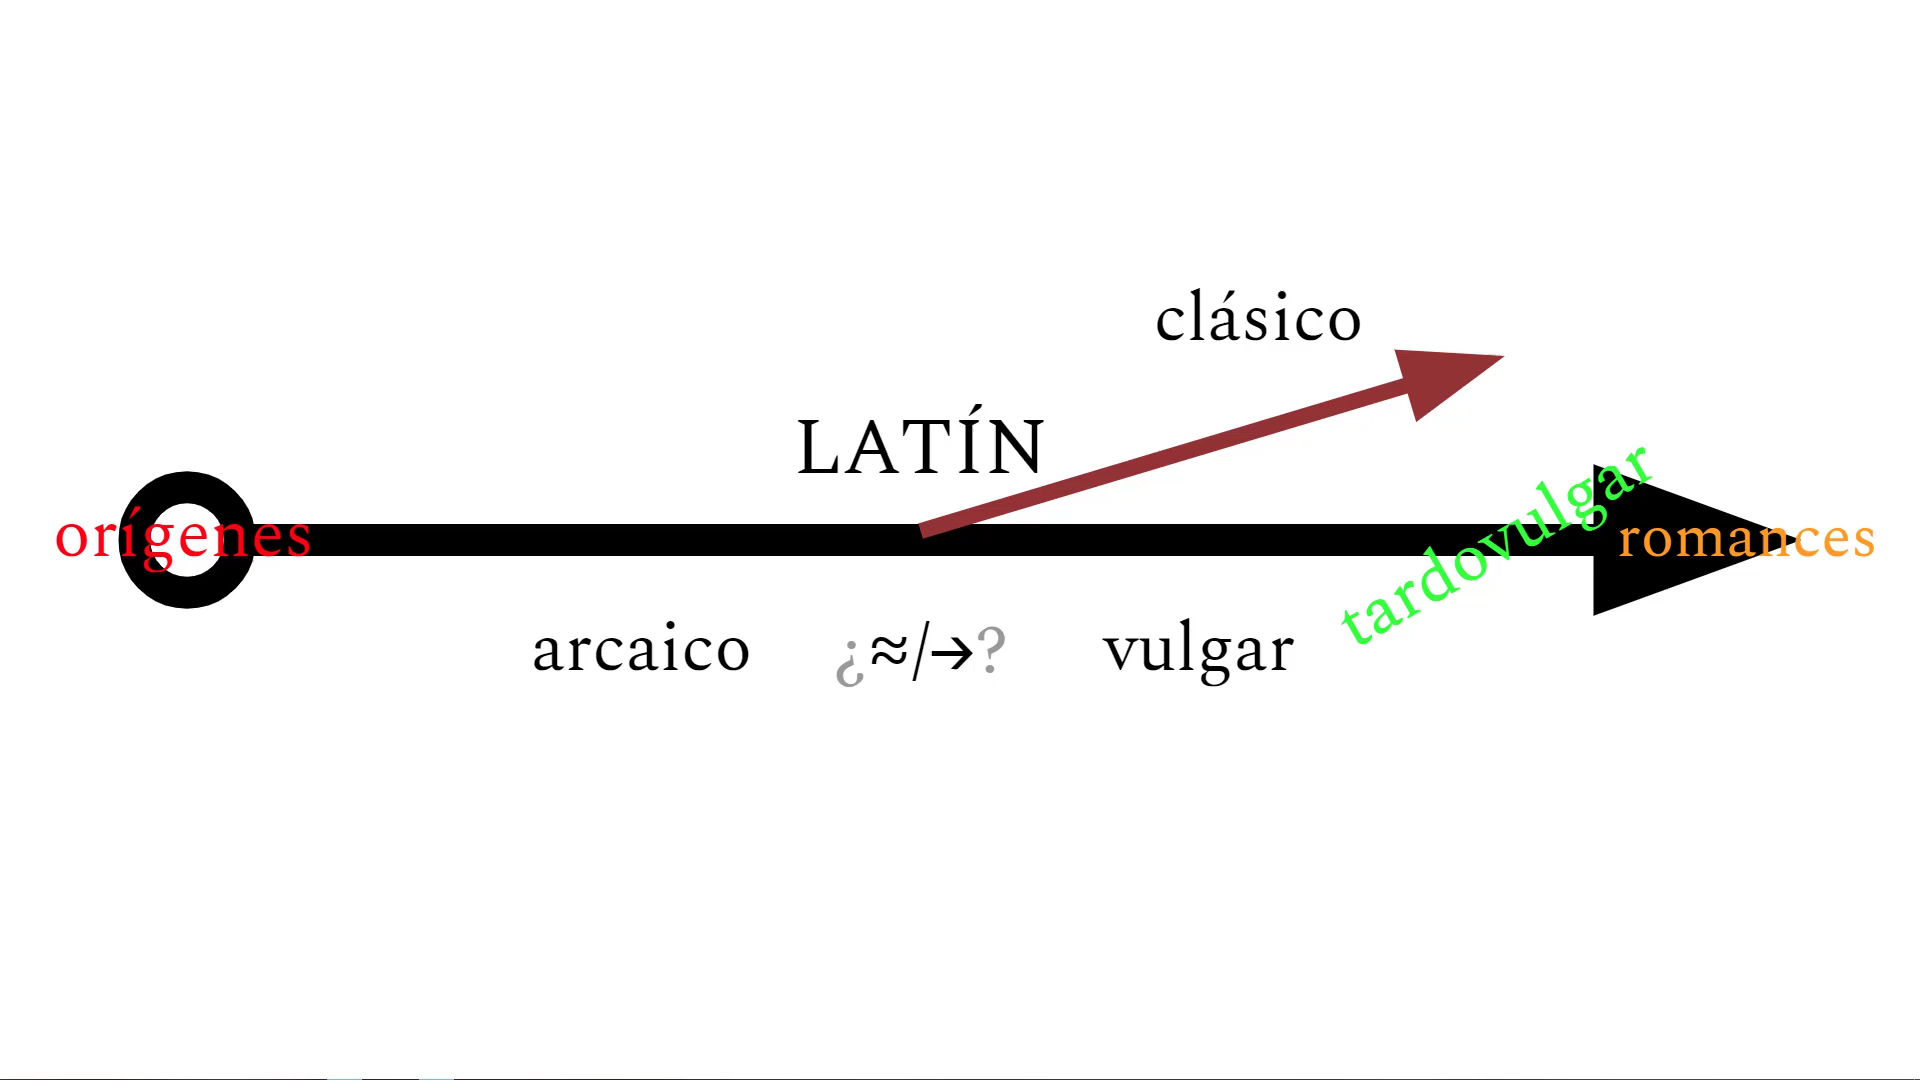 clásico
LATÍN
orígenes
tardovulgar
romances
arcaico ¿≈/→? vulgar